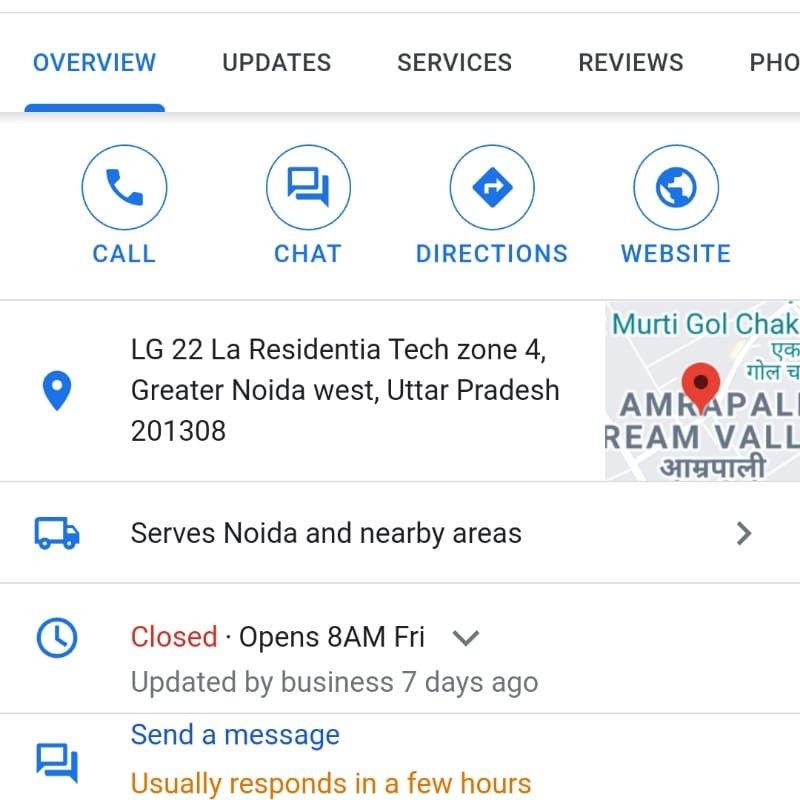 OVERVIEW UPDATES SERVICES REVIEWS PHO
CALL CHAT DIRECTIONS WEBSITE
LG 22 La Residentia Tech zone 4,
Greater Noida west, Uttar Pradesh
201308
Murti Gol Chak
एक
गोल च
AMRAPALI
REAM VALL
आम्रपाली
Serves Noida and nearby areas
Closed · Opens 8AM Fri
Updated by business 7 days ago
Send a message
Usually responds in a few hours